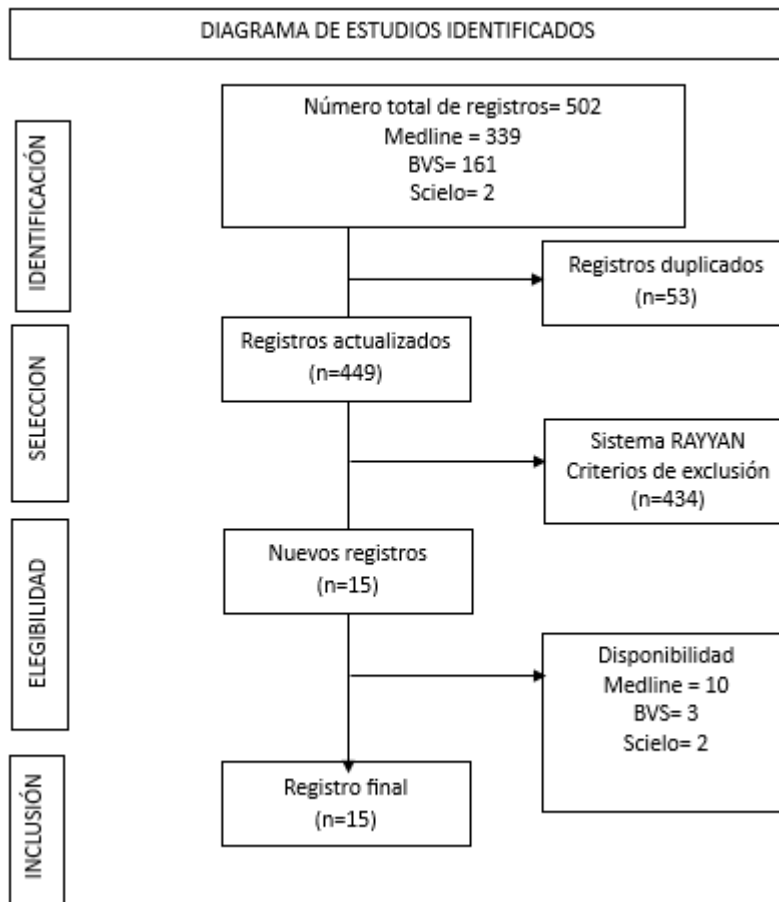 DIAGRAMA DE ESTUDIOS IDENTIFICADOS
IDENTIFICACIÓN
Número total de registros= 502
Medline = 339
BVS= 161
Scielo= 2
Registros duplicados
(n=53)
SELECCION
Registros actualizados
(n=449)
Sistema RAYYAN
Criterios de exclusión
(n=434)
ELEGIBILIDAD
Nuevos registros
(n=15)
Disponibilidad
Medline = 10
BVS= 3
Scielo= 2
INCLUSIÓN
Registro final
(n=15)